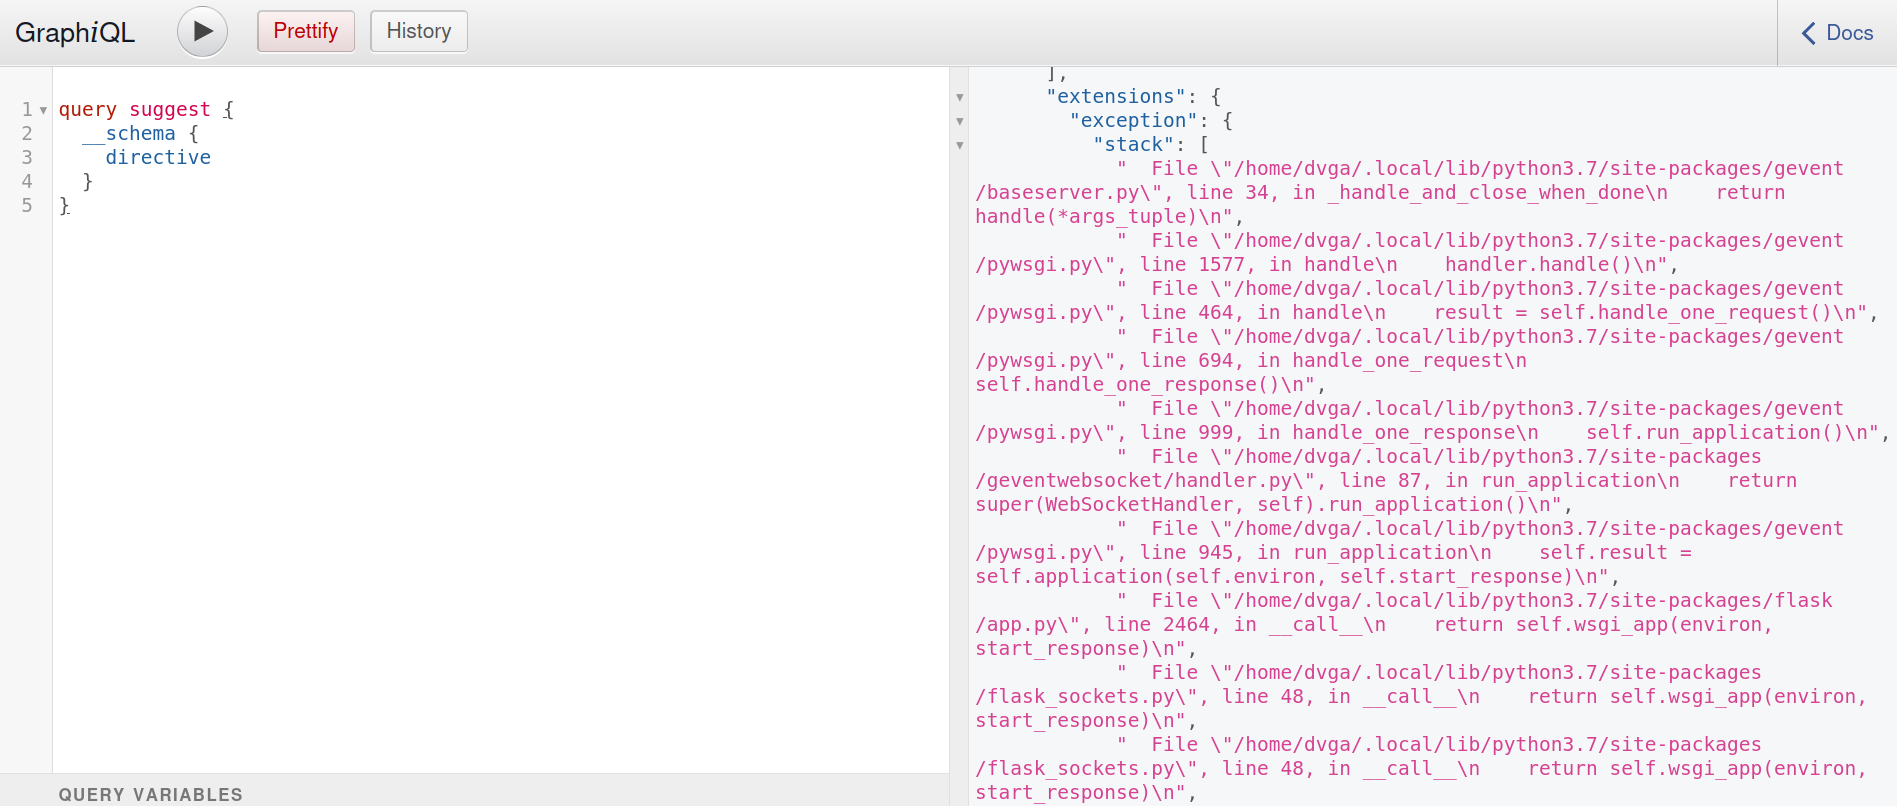 GraphiQL
Prettify
History
Docs
1 query suggest {
2   __schema {
3     directive
4   }
5 }
QUERY VARIABLES
      ],
      "extensions": {
        "exception": {
          "stack": [
            "  File \"/home/dvga/.local/lib/python3.7/site-packages/gevent
/baseserver.py\", line 34, in _handle_and_close_when_done\n    return
handle(*args_tuple)\n",
            "  File \"/home/dvga/.local/lib/python3.7/site-packages/gevent
/pywsgi.py\", line 1577, in handle\n    handler.handle()\n",
            "  File \"/home/dvga/.local/lib/python3.7/site-packages/gevent
/pywsgi.py\", line 464, in handle\n    result = self.handle_one_request()\n",
            "  File \"/home/dvga/.local/lib/python3.7/site-packages/gevent
/pywsgi.py\", line 694, in handle_one_request\n
self.handle_one_response()\n",
            "  File \"/home/dvga/.local/lib/python3.7/site-packages/gevent
/pywsgi.py\", line 999, in handle_one_response\n    self.run_application()\n",
            "  File \"/home/dvga/.local/lib/python3.7/site-packages
/geventwebsocket/handler.py\", line 87, in run_application\n    return
super(WebSocketHandler, self).run_application()\n",
            "  File \"/home/dvga/.local/lib/python3.7/site-packages/gevent
/pywsgi.py\", line 945, in run_application\n    self.result =
self.application(self.environ, self.start_response)\n",
            "  File \"/home/dvga/.local/lib/python3.7/site-packages/flask
/app.py\", line 2464, in __call__\n    return self.wsgi_app(environ,
start_response)\n",
            "  File \"/home/dvga/.local/lib/python3.7/site-packages
/flask_sockets.py\", line 48, in __call__\n    return self.wsgi_app(environ,
start_response)\n",
            "  File \"/home/dvga/.local/lib/python3.7/site-packages
/flask_sockets.py\", line 48, in __call__\n    return self.wsgi_app(environ,
start_response)\n",